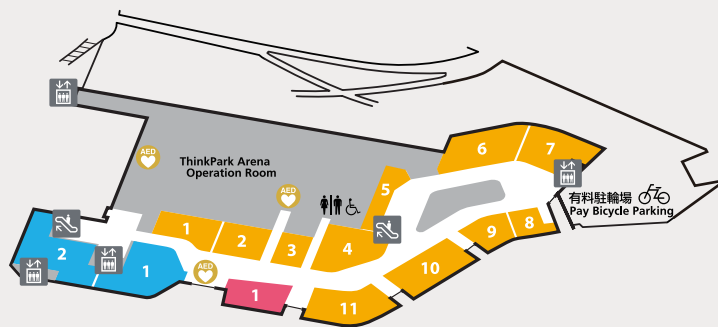 AED
ThinkPark Arena
Operation Room
AED
6
7
5
有料駐輪場
Pay Bicycle Parking
1
2
3
4
9
8
2
1
AED
10
1
11